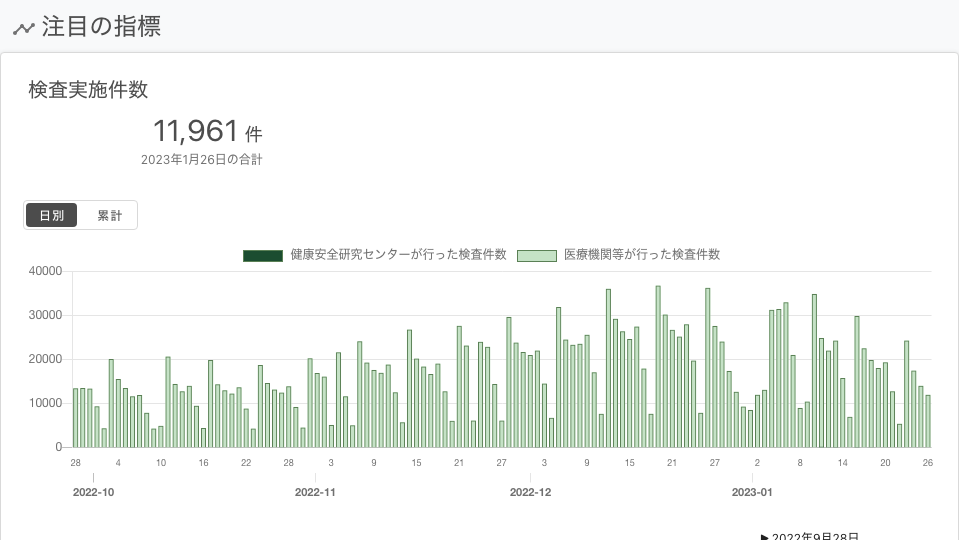 注目の指標
検査実施件数
11,961 件
2023年1月26日の合計
日別 累計
健康安全研究センターが行った検査件数 医療機関等が行った検査件数
40000
30000
20000
10000
0
28 4 10 16 22 28 3 9 15 21 27 3 9 15 21 27 2 8 14 20 26
2022-10 2022-11 2022-12 2023-01
▶ 2022年9月28日